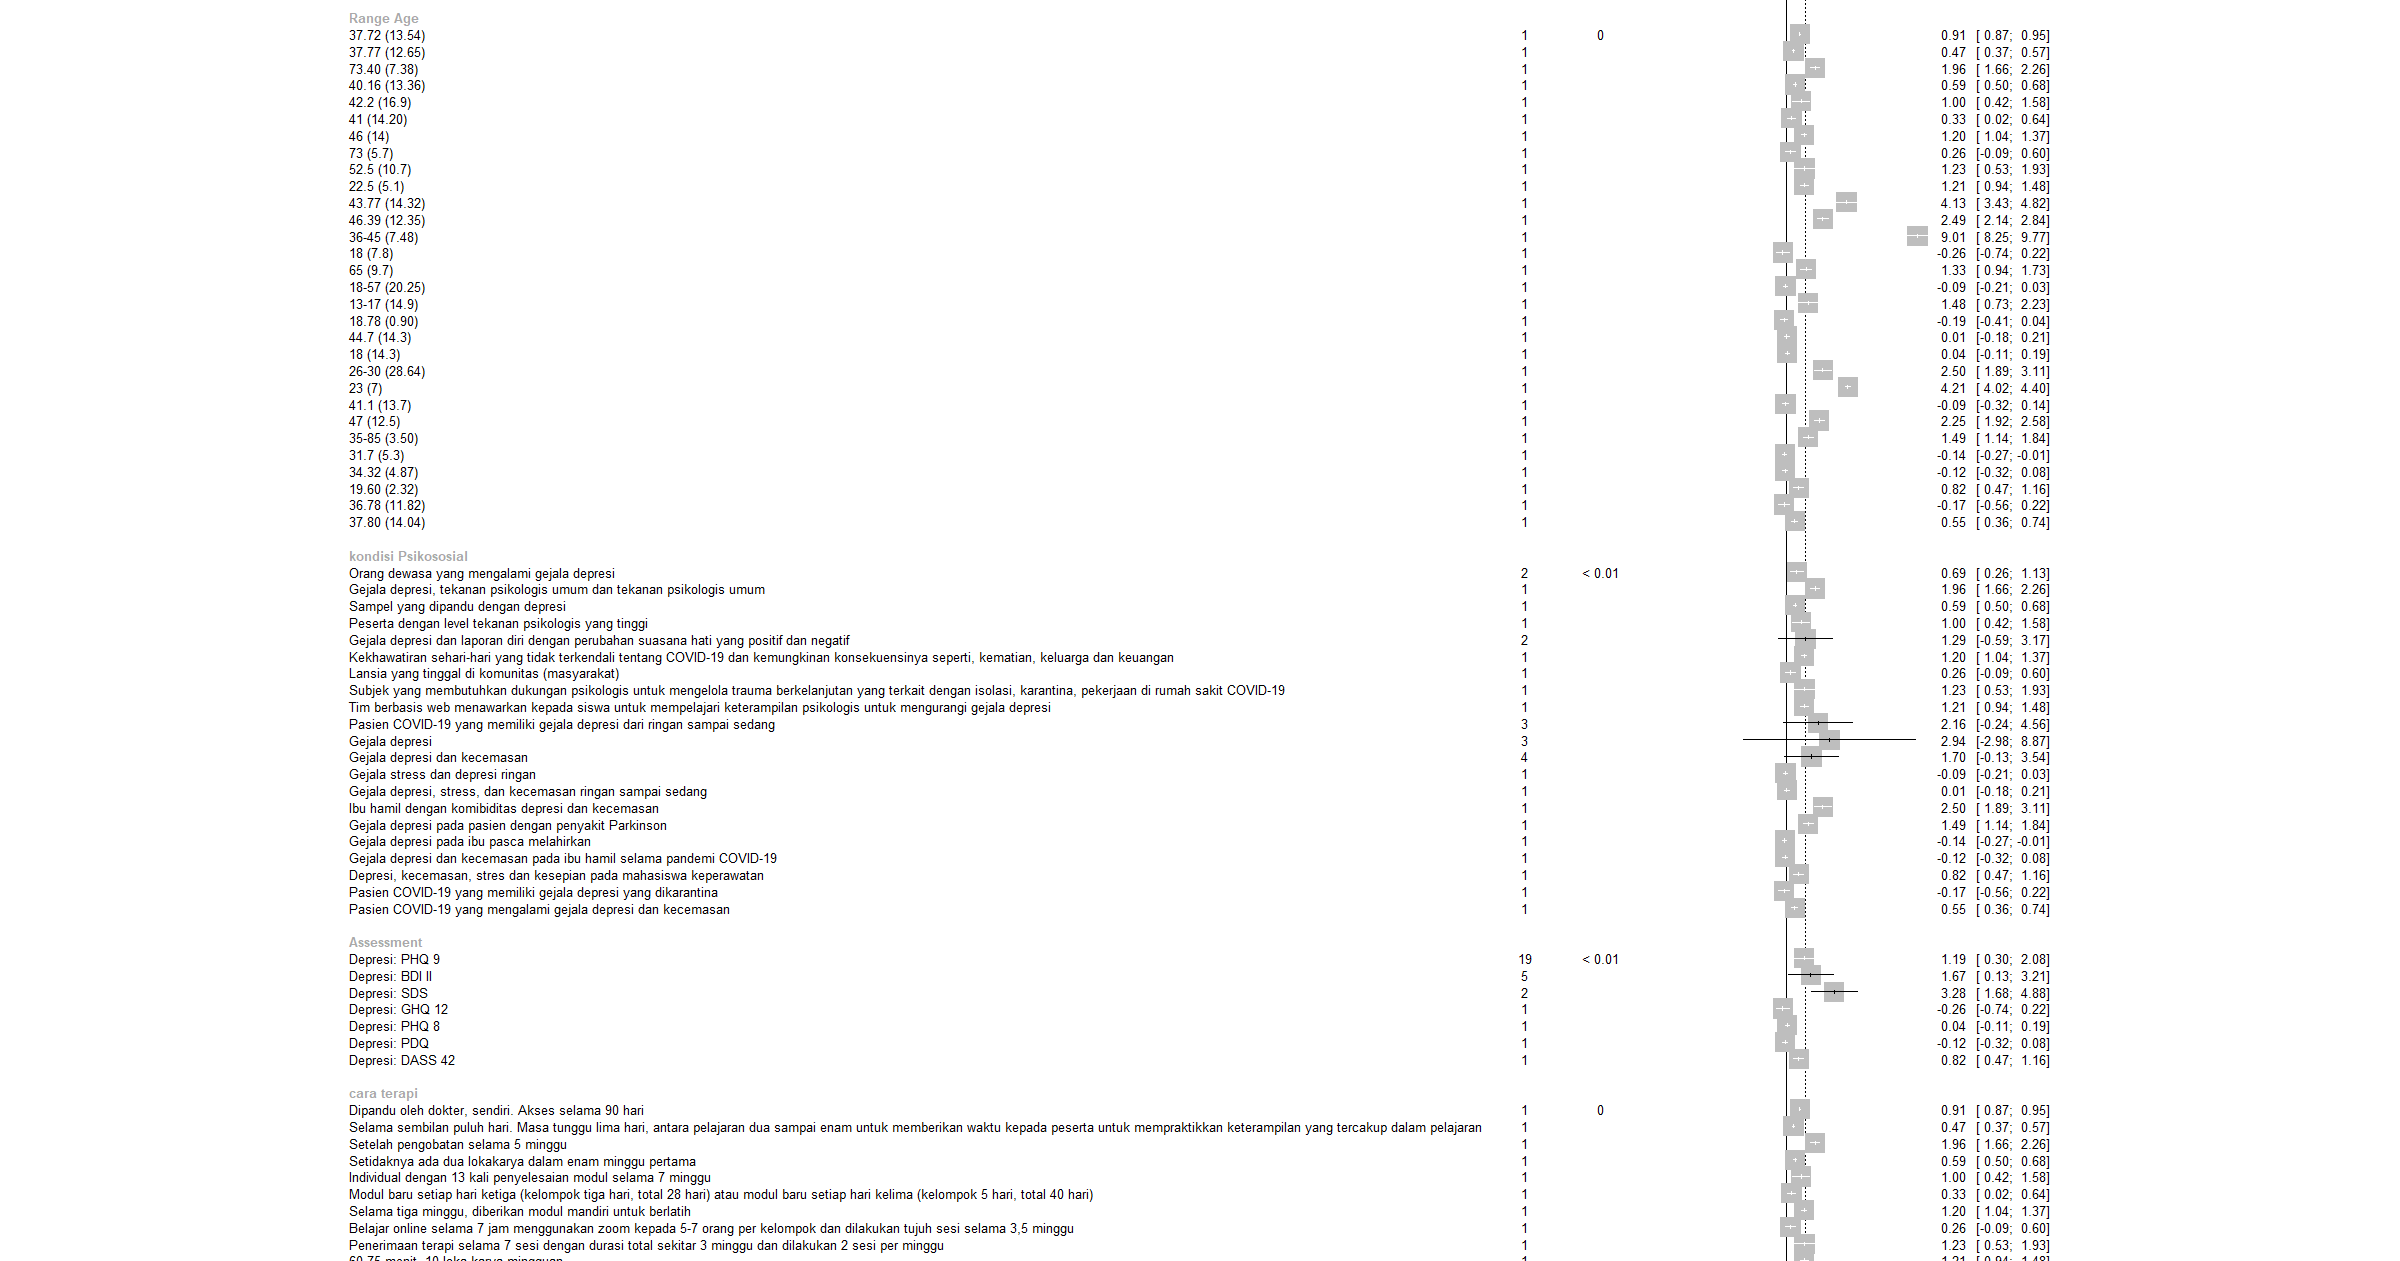 Range Age
37.72 (13.54) 1 0 0.91 [ 0.87; 0.95]
37.77 (12.65) 1 0.47 [ 0.37; 0.57]
73.40 (7.38) 1 1.96 [ 1.66; 2.26]
40.16 (13.36) 1 0.59 [ 0.50; 0.68]
42.2 (16.9) 1 1.00 [ 0.42; 1.58]
41 (14.20) 1 0.33 [ 0.02; 0.64]
46 (14) 1 1.20 [ 1.04; 1.37]
73 (5.7) 1 0.26 [-0.09; 0.60]
52.5 (10.7) 1 1.23 [ 0.53; 1.93]
22.5 (5.1) 1 1.21 [ 0.94; 1.48]
43.77 (14.32) 1 4.13 [ 3.43; 4.82]
46.39 (12.35) 1 2.49 [ 2.14; 2.84]
36-45 (7.48) 1 9.01 [ 8.25; 9.77]
18 (7.8) 1 -0.26 [-0.74; 0.22]
65 (9.7) 1 1.33 [ 0.94; 1.73]
18-57 (20.25) 1 -0.09 [-0.21; 0.03]
13-17 (14.9) 1 1.48 [ 0.73; 2.23]
18.78 (0.90) 1 -0.19 [-0.41; 0.04]
44.7 (14.3) 1 0.01 [-0.18; 0.21]
18 (14.3) 1 0.04 [-0.11; 0.19]
26-30 (28.64) 1 2.50 [ 1.89; 3.11]
23 (7) 1 4.21 [ 4.02; 4.40]
41.1 (13.7) 1 -0.09 [-0.32; 0.14]
47 (12.5) 1 2.25 [ 1.92; 2.58]
35-85 (3.50) 1 1.49 [ 1.14; 1.84]
31.7 (5.3) 1 -0.14 [-0.27; -0.01]
34.32 (4.87) 1 -0.12 [-0.32; 0.08]
19.60 (2.32) 1 0.82 [ 0.47; 1.16]
36.78 (11.82) 1 -0.17 [-0.56; 0.22]
37.80 (14.04) 1 0.55 [ 0.36; 0.74]
kondisi Psikososial
Orang dewasa yang mengalami gejala depresi 2 < 0.01 0.69 [ 0.26; 1.13]
Gejala depresi, tekanan psikologis umum dan tekanan psikologis umum 1 1.96 [ 1.66; 2.26]
Sampel yang dipandu dengan depresi 1 0.59 [ 0.50; 0.68]
Peserta dengan level tekanan psikologis yang tinggi 1 1.00 [ 0.42; 1.58]
Gejala depresi dan laporan diri dengan perubahan suasana hati yang positif dan negatif 2 1.29 [-0.59; 3.17]
Kekhawatiran sehari-hari yang tidak terkendali tentang COVID-19 dan kemungkinan konsekuensinya seperti, kematian, keluarga dan keuangan 1 1.20 [ 1.04; 1.37]
Lansia yang tinggal di komunitas (masyarakat) 1 0.26 [-0.09; 0.60]
Subjek yang membutuhkan dukungan psikologis untuk mengelola trauma berkelanjutan yang terkait dengan isolasi, karantina, pekerjaan di rumah sakit COVID-19 1 1.23 [ 0.53; 1.93]
Tim berbasis web menawarkan kepada siswa untuk mempelajari keterampilan psikologis untuk mengurangi gejala depresi 1 1.21 [ 0.94; 1.48]
Pasien COVID-19 yang memiliki gejala depresi dari ringan sampai sedang 3 2.16 [-0.24; 4.56]
Gejala depresi 3 2.94 [-2.98; 8.87]
Gejala depresi dan kecemasan 4 1.70 [-0.13; 3.54]
Gejala stress dan depresi ringan 1 -0.09 [-0.21; 0.03]
Gejala depresi, stress, dan kecemasan ringan sampai sedang 1 0.01 [-0.18; 0.21]
Ibu hamil dengan komibiditas depresi dan kecemasan 1 2.50 [ 1.89; 3.11]
Gejala depresi pada pasien dengan penyakit Parkinson 1 1.49 [ 1.14; 1.84]
Gejala depresi pada ibu pasca melahirkan 1 -0.14 [-0.27; -0.01]
Gejala depresi dan kecemasan pada ibu hamil selama pandemi COVID-19 1 -0.12 [-0.32; 0.08]
Depresi, kecemasan, stres dan kesepian pada mahasiswa keperawatan 1 0.82 [ 0.47; 1.16]
Pasien COVID-19 yang memiliki gejala depresi yang dikarantina 1 -0.17 [-0.56; 0.22]
Pasien COVID-19 yang mengalami gejala depresi dan kecemasan 1 0.55 [ 0.36; 0.74]
Assessment
Depresi: PHQ 9 19 < 0.01 1.19 [ 0.30; 2.08]
Depresi: BDI II 5 1.67 [ 0.13; 3.21]
Depresi: SDS 2 3.28 [ 1.68; 4.88]
Depresi: GHQ 12 1 -0.26 [-0.74; 0.22]
Depresi: PHQ 8 1 0.04 [-0.11; 0.19]
Depresi: PDQ 1 -0.12 [-0.32; 0.08]
Depresi: DASS 42 1 0.82 [ 0.47; 1.16]
cara terapi
Dipandu oleh dokter, sendiri. Akses selama 90 hari 1 0 0.91 [ 0.87; 0.95]
Selama sembilan puluh hari. Masa tunggu lima hari, antara pelajaran dua sampai enam untuk memberikan waktu kepada peserta untuk mempraktikkan keterampilan yang tercakup dalam pelajaran 1 0.47 [ 0.37; 0.57]
Setelah pengobatan selama 5 minggu 1 1.96 [ 1.66; 2.26]
Setidaknya ada dua lokakarya dalam enam minggu pertama 1 0.59 [ 0.50; 0.68]
Individual dengan 13 kali penyelesaian modul selama 7 minggu 1 1.00 [ 0.42; 1.58]
Modul baru setiap hari ketiga (kelompok tiga hari, total 28 hari) atau modul baru setiap hari kelima (kelompok 5 hari, total 40 hari) 1 0.33 [ 0.02; 0.64]
Selama tiga minggu, diberikan modul mandiri untuk berlatih 1 1.20 [ 1.04; 1.37]
Belajar online selama 7 jam menggunakan zoom kepada 5-7 orang per kelompok dan dilakukan tujuh sesi selama 3,5 minggu 1 0.26 [-0.09; 0.60]
Penerimaan terapi selama 7 sesi dengan durasi total sekitar 3 minggu dan dilakukan 2 sesi per minggu 1 1.23 [ 0.53; 1.93]